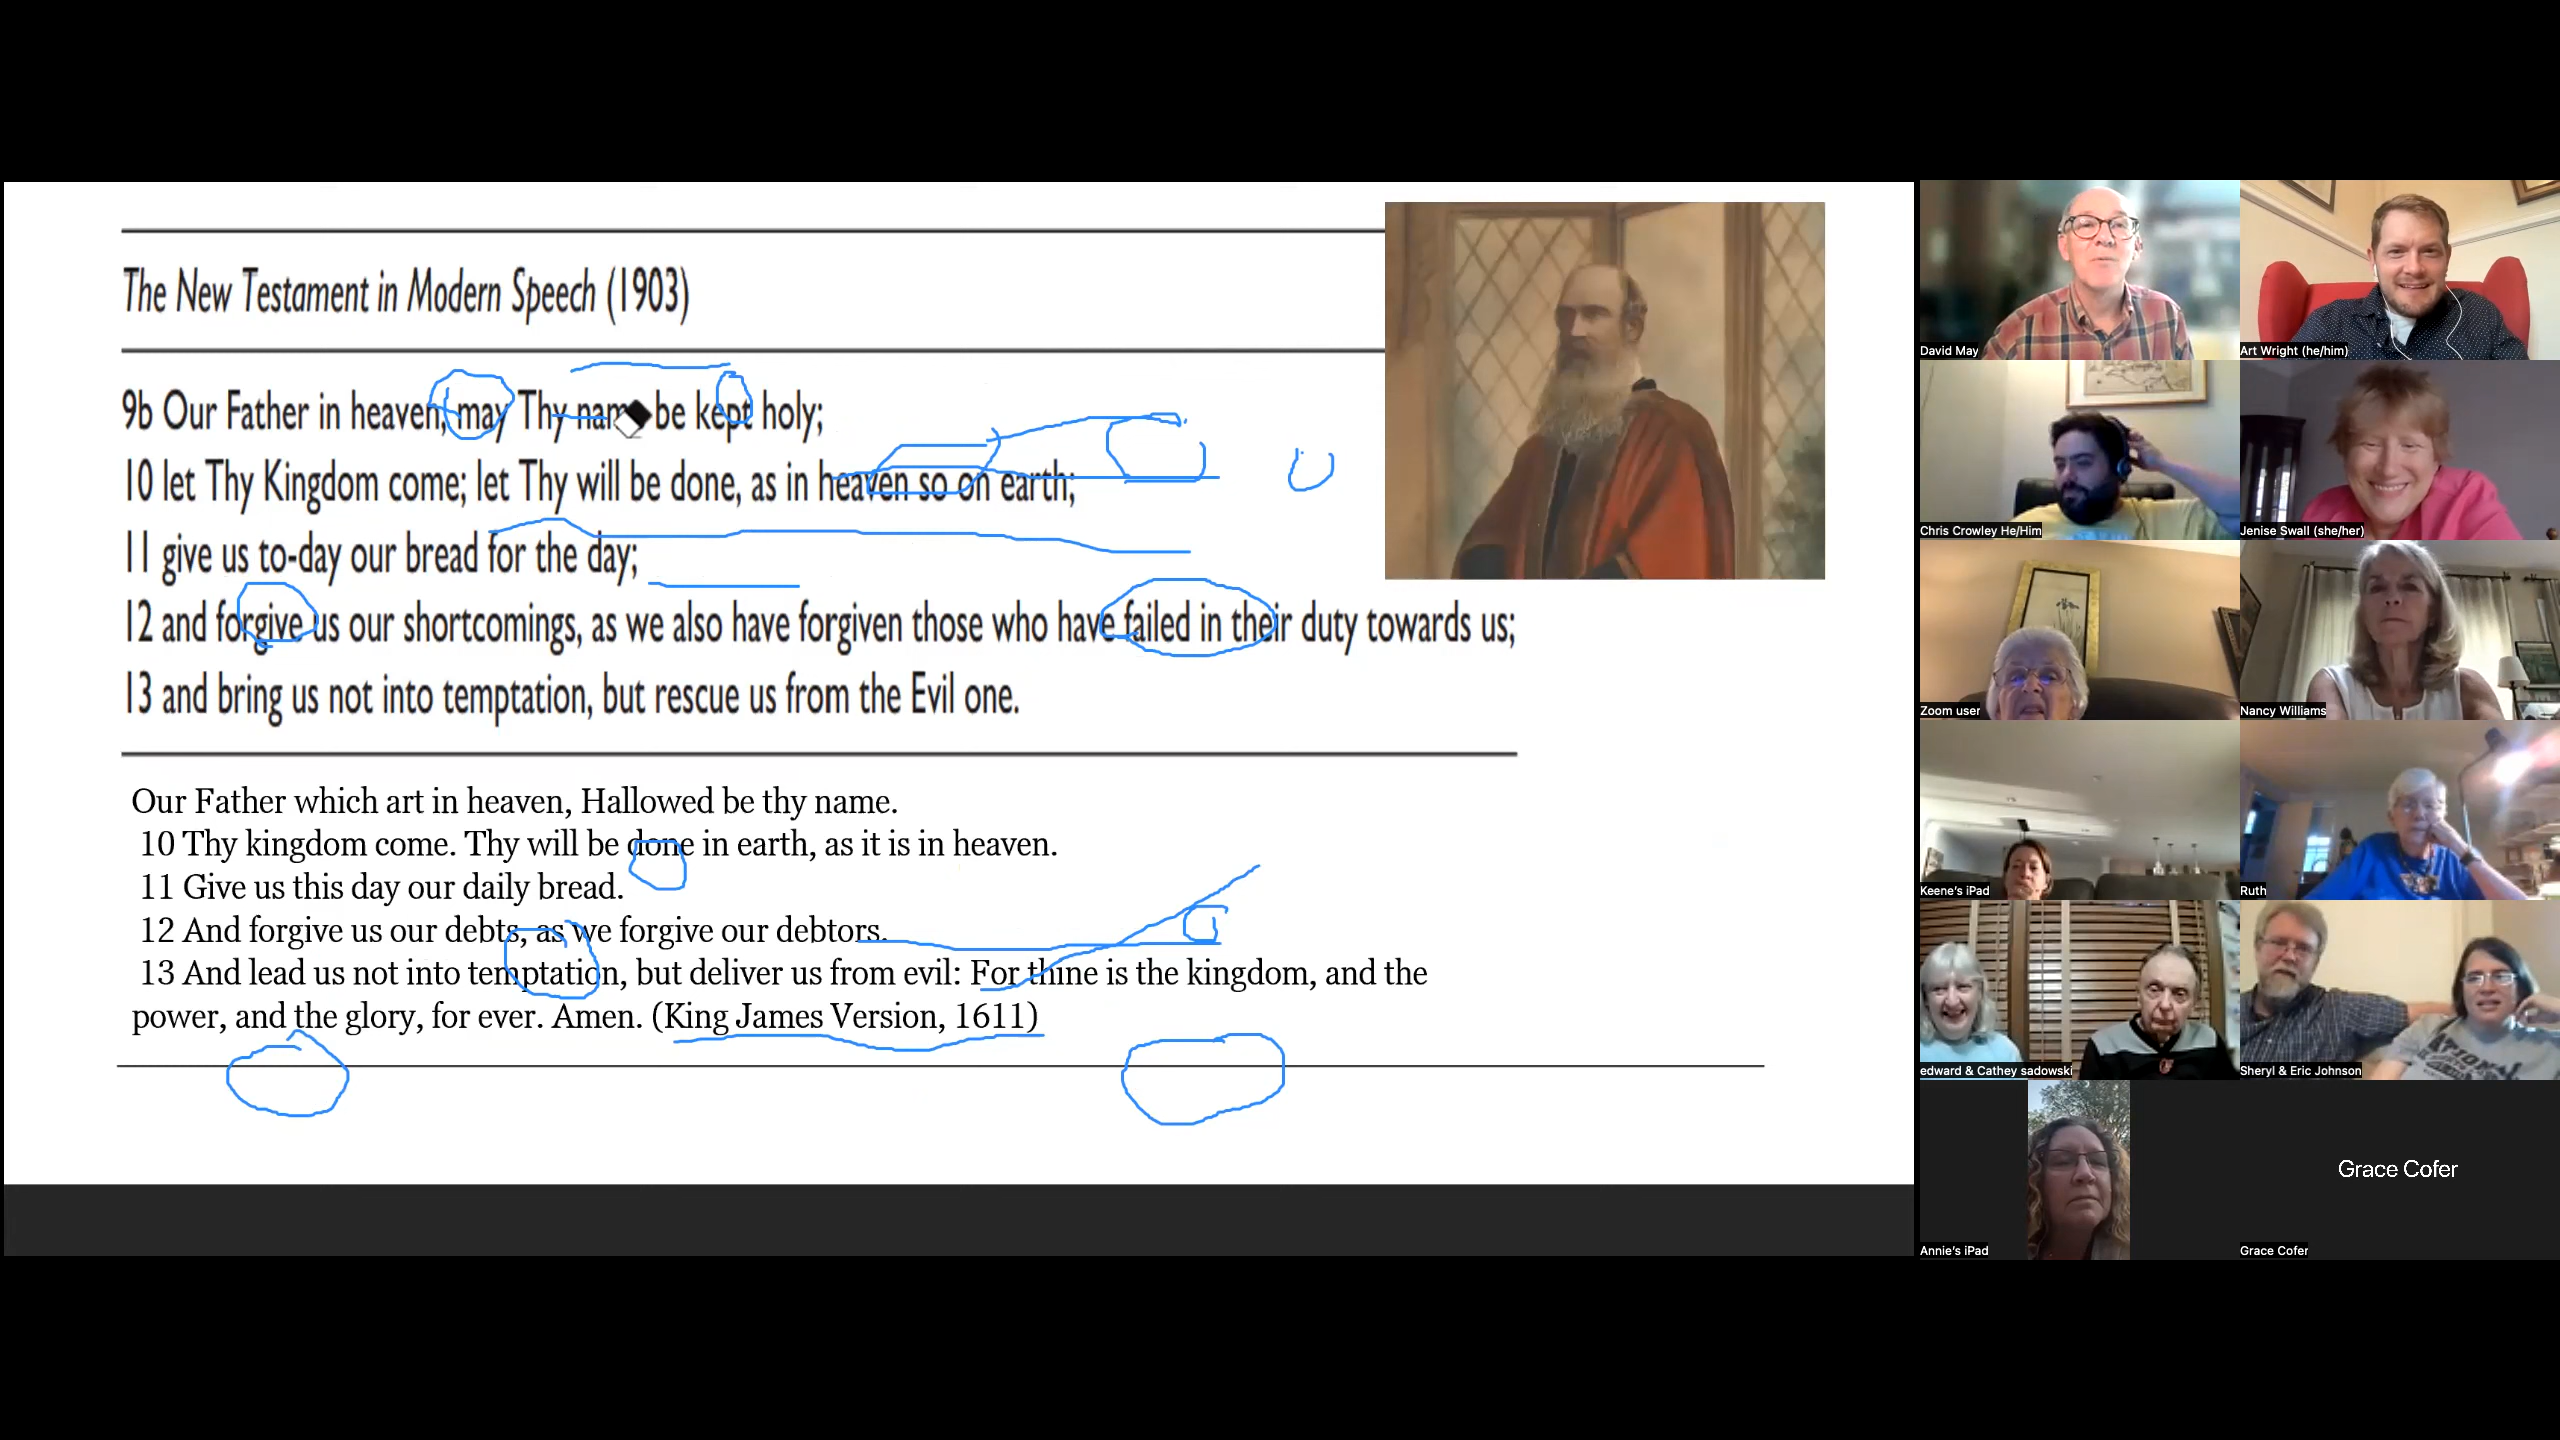 The New Testament in Modern Speech (1903)
9b Our Father in heaven, may Thy name be kept holy;
10 let Thy Kingdom come; let Thy will be done, as in heaven so on earth;
11 give us to-day our bread for the day;
12 and forgive us our shortcomings, as we also have forgiven those who have failed in their duty towards us;
13 and bring us not into temptation, but rescue us from the Evil one.
Our Father which art in heaven, Hallowed be thy name.
10 Thy kingdom come. Thy will be done in earth, as it is in heaven.
11 Give us this day our daily bread.
12 And forgive us our debts, as we forgive our debtors.
13 And lead us not into temptation, but deliver us from evil: For thine is the kingdom, and the
power, and the glory, for ever. Amen. (King James Version, 1611)
David May
Art Wright (he/him)
Chris Crowley He/Him
Jenise Swall (she/her)
Zoom user
Nancy Williams
Keene's iPad
Ruth
edward & Cathey sadowski
Sheryl & Eric Johnson
Annie's iPad
Grace Cofer
Grace Cofer